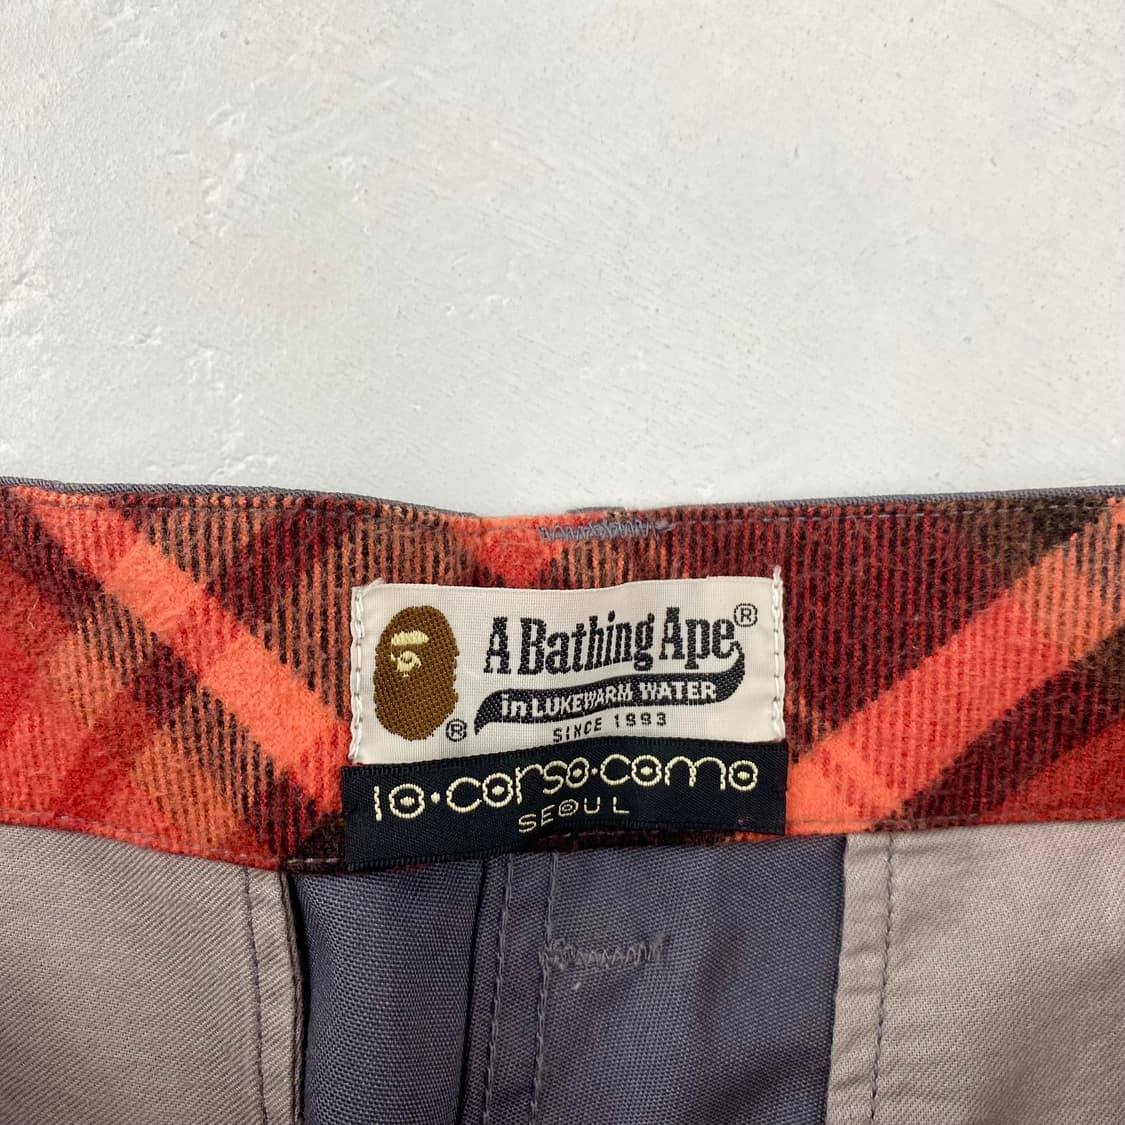 A Bathing Ape®
in LUKEWARM WATER
® SINCE 1993
10·corso·como
SEOUL